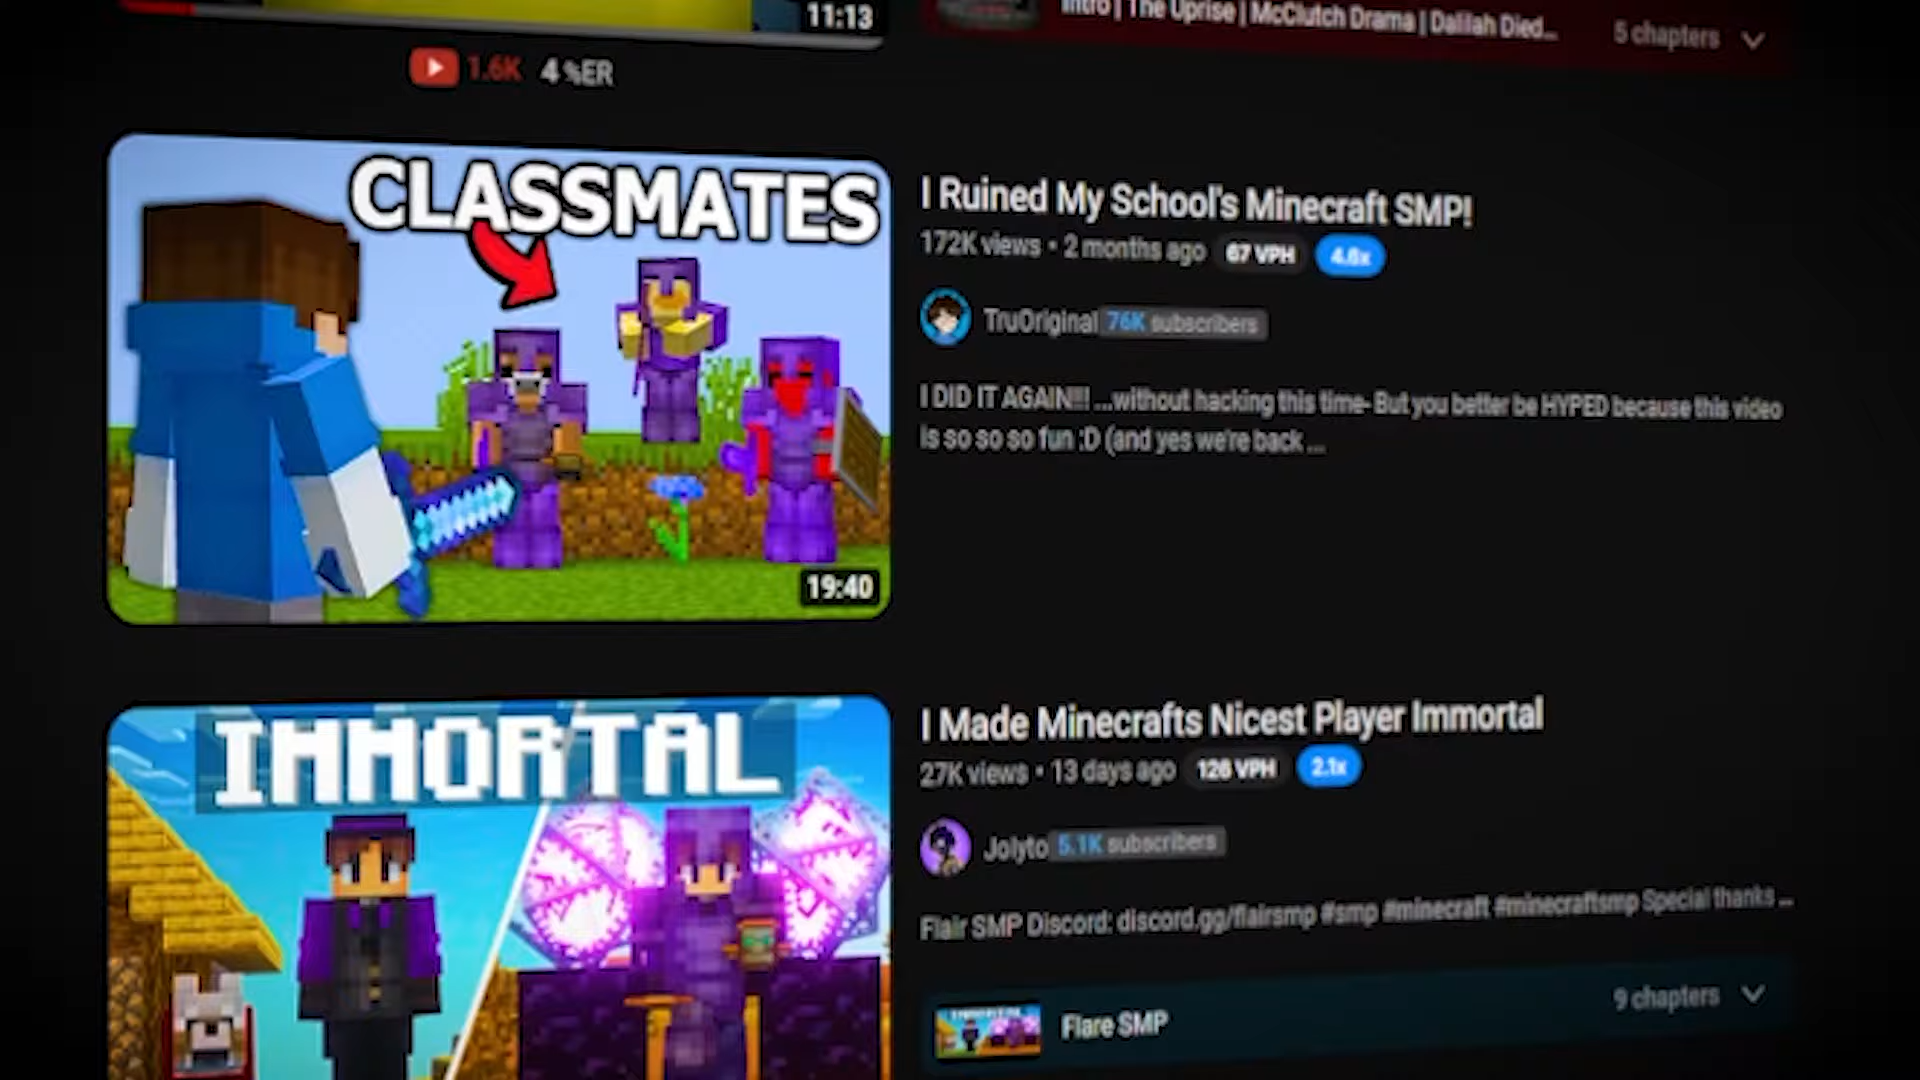 11:13
Intro | The Uprise | McClutch Drama | Dalilah Died...
5 chapters
1.6K 4 %ER
CLASSMATES
19:40
I Ruined My School's Minecraft SMP!
172K views • 2 months ago 67 VPH 4.8x
TruOriginal 76K subscribers
I DID IT AGAIN!!! ...without hacking this time- But you better be HYPED because this video
is so so so fun :D (and yes we're back ...
IMMORTAL
I Made Minecrafts Nicest Player Immortal
27K views • 13 days ago 126 VPH 2.1x
Jolyto 5.1K subscribers
Flair SMP Discord: discord.gg/flairsmp #smp #minecraft #minecraftsmp Special thanks ...
9 chapters
Flare SMP